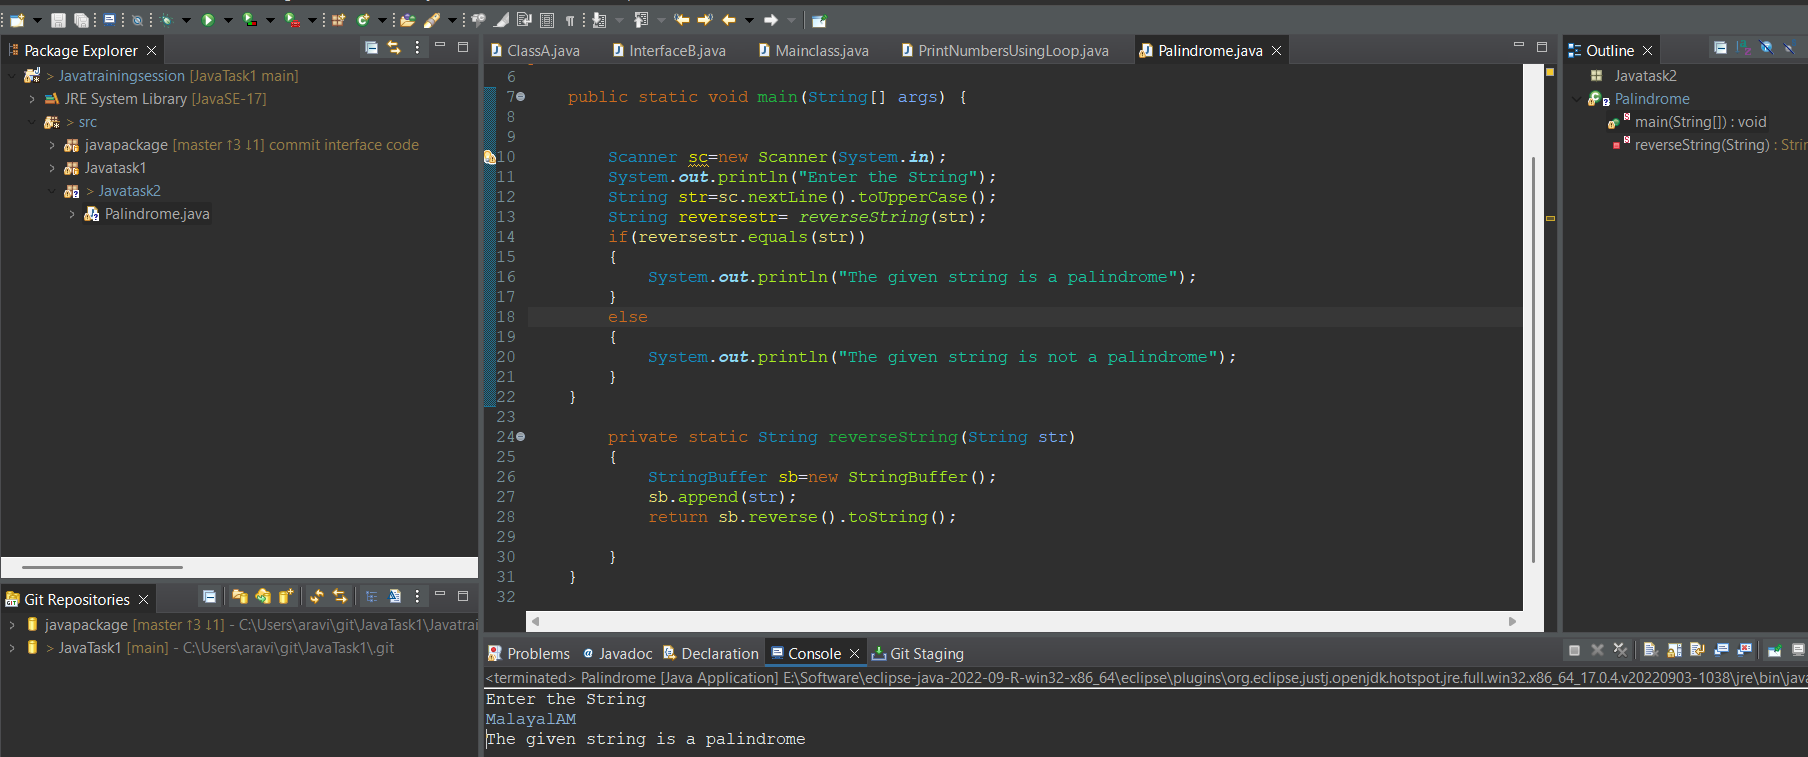 Package Explorer
> Javatrainingsession [JavaTask1 main]
JRE System Library [JavaSE-17]
> src
javapackage [master ↑3 ↓1] commit interface code
Javatask1
> Javatask2
Palindrome.java
Git Repositories
javapackage [master ↑3 ↓1] - C:\Users\aravi\git\JavaTask1\Javatrai
> JavaTask1 [main] - C:\Users\aravi\git\JavaTask1\.git
ClassA.java InterfaceB.java Mainclass.java PrintNumbersUsingLoop.java Palindrome.java
6
7 public static void main(String[] args) {
8
9
10 Scanner sc=new Scanner(System.in);
11 System.out.println("Enter the String");
12 String str=sc.nextLine().toUpperCase();
13 String reversestr= reverseString(str);
14 if(reversestr.equals(str))
15 {
16 System.out.println("The given string is a palindrome");
17 }
18 else
19 {
20 System.out.println("The given string is not a palindrome");
21 }
22 }
23
24 private static String reverseString(String str)
25 {
26 StringBuffer sb=new StringBuffer();
27 sb.append(str);
28 return sb.reverse().toString();
29
30 }
31 }
32
Outline
Javatask2
Palindrome
main(String[]) : void
reverseString(String) : Strin
Problems Javadoc Declaration Console Git Staging
<terminated> Palindrome [Java Application] E:\Software\eclipse-java-2022-09-R-win32-x86_64\eclipse\plugins\org.eclipse.justj.openjdk.hotspot.jre.full.win32.x86_64_17.0.4.v20220903-1038\jre\bin\java
Enter the String
MalayalAM
The given string is a palindrome